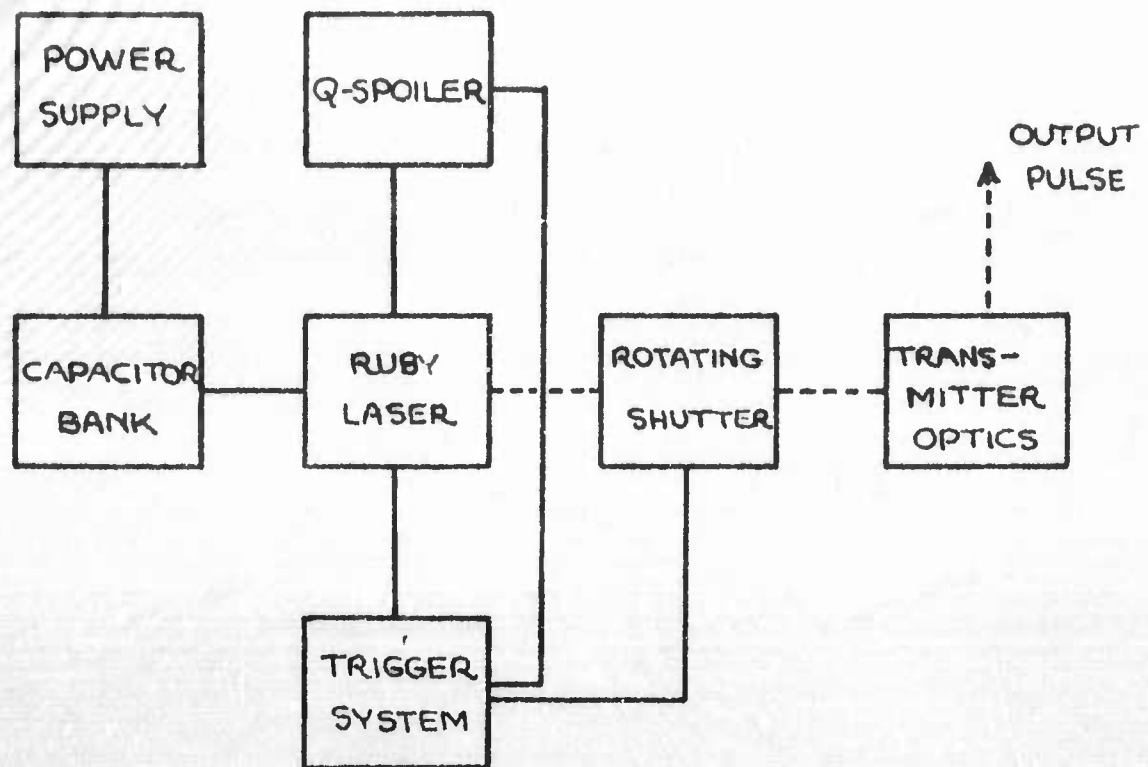 POWER
SUPPLY
Q-SPOILER
OUTPUT
PULSE
CAPACITOR
BANK
RUBY
LASER
ROTATING
SHUTTER
TRANS-
MITTER
OPTICS
TRIGGER
SYSTEM